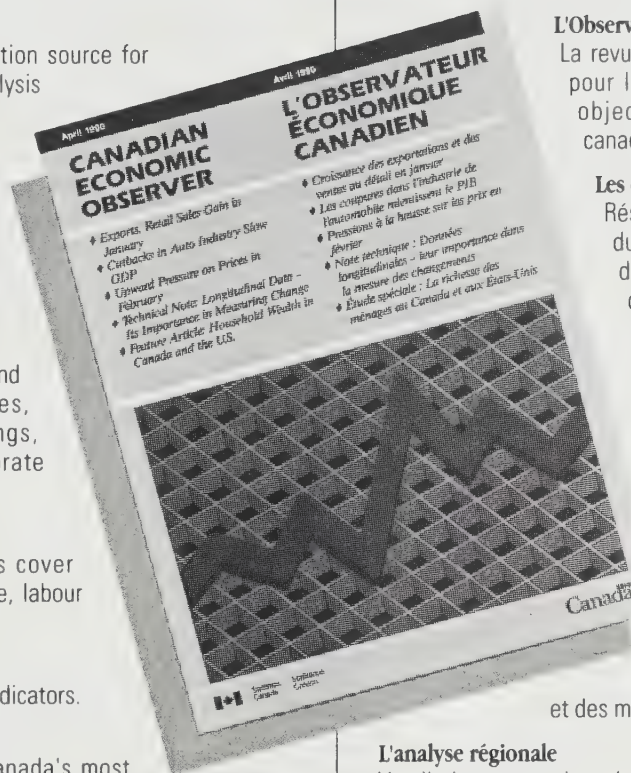 tion source for
lysis
nd
es,
ngs,
rate
s cover
e, labour
dicators.
anada's most
April 1990
CANADIAN
ECONOMIC
OBSERVER
♦ Exports, Retail Sales Gain in
January
♦ Cutbacks in Auto Industry Slow
GDP
♦ Upward Pressure on Prices in
February
♦ Technical Note: Longitudinal Data –
Its Importance in Measuring Change
♦ Feature Article: Household Wealth in
Canada and the U.S.
Avril 1990
L'OBSERVATEUR
ÉCONOMIQUE
CANADIEN
♦ Croissance des exportations et des
ventes au détail en janvier
♦ Les coupures dans l'industrie de
l'automobile ralentissent le PIB
♦ Pressions à la hausse sur les prix en
février
♦ Note technique : Données
longitudinales – leur importance dans
la mesure des changements
♦ Étude spéciale : La richesse des
ménages au Canada et aux États-Unis
Statistics Statistique
Canada Canada
Canada
L'Observ
La revu
pour l
objec
canad
Les
Rés
du
d
et des m
L'analyse régionale